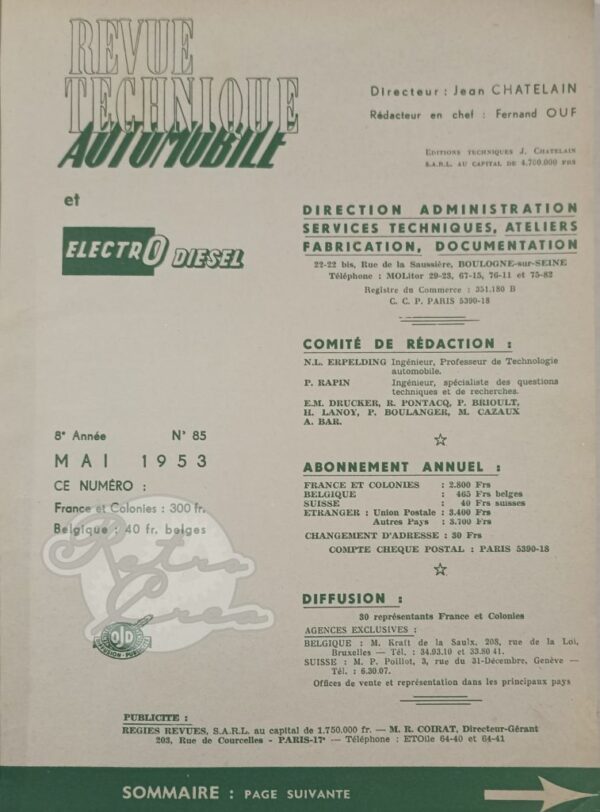 REVUE
TECHNIQUE
AUTOMOBILE
et
ELECTRO DIESEL
Directeur : Jean CHATELAIN
Rédacteur en chef : Fernand OUF
EDITIONS TECHNIQUES J. CHATELAIN
S.A.R.L. AU CAPITAL DE 4.700.000 FRS
DIRECTION ADMINISTRATION
SERVICES TECHNIQUES, ATELIERS
FABRICATION, DOCUMENTATION
22-22 bis, Rue de la Saussière, BOULOGNE-sur-SEINE
Téléphone : MOLitor 29-23, 67-15, 76-11 et 75-82
Registre du Commerce : 351.180 B
C. C. P. PARIS 5390-18
COMITÉ DE RÉDACTION :
N.L. ERPELDING Ingénieur, Professeur de Technologie
automobile.
P. RAPIN Ingénieur, spécialiste des questions
techniques et de recherches.
E.M. DRUCKER, R. PONTACQ, P. BRIOULT,
H. LANOY, P. BOULANGER, M. CAZAUX
A. BAR.
8e Année N° 85
MAI 1953
CE NUMÉRO :
France et Colonies : 300 fr.
Belgique : 40 fr. belges
Retro
Crea
OJD
ABONNEMENT ANNUEL :
FRANCE ET COLONIES : 2.800 Frs
BELGIQUE : 465 Frs belges
SUISSE : 40 Frs suisses
ETRANGER : Union Postale : 3.400 Frs
Autres Pays : 3.700 Frs
CHANGEMENT D'ADRESSE : 30 Frs
COMPTE CHEQUE POSTAL : PARIS 5390-18
DIFFUSION :
30 représentants France et Colonies
AGENCES EXCLUSIVES :
BELGIQUE : M. Kraft de la Saulx, 208, rue de la Loi,
Bruxelles — Tél. : 34.03.10 et 33.80 41.
SUISSE : M. P. Poillot, 3, rue du 31-Décembre, Genève —
Tél. : 6.30.07.
Offices de vente et représentation dans les principaux pays
PUBLICITE :
REGIES REVUES, S.A.R.L. au capital de 1.750.000 fr. — M. R. COIRAT, Directeur-Gérant
203, Rue de Courcelles - PARIS-17e — Téléphone : ETOile 64-40 et 64-41
SOMMAIRE : PAGE SUIVANTE